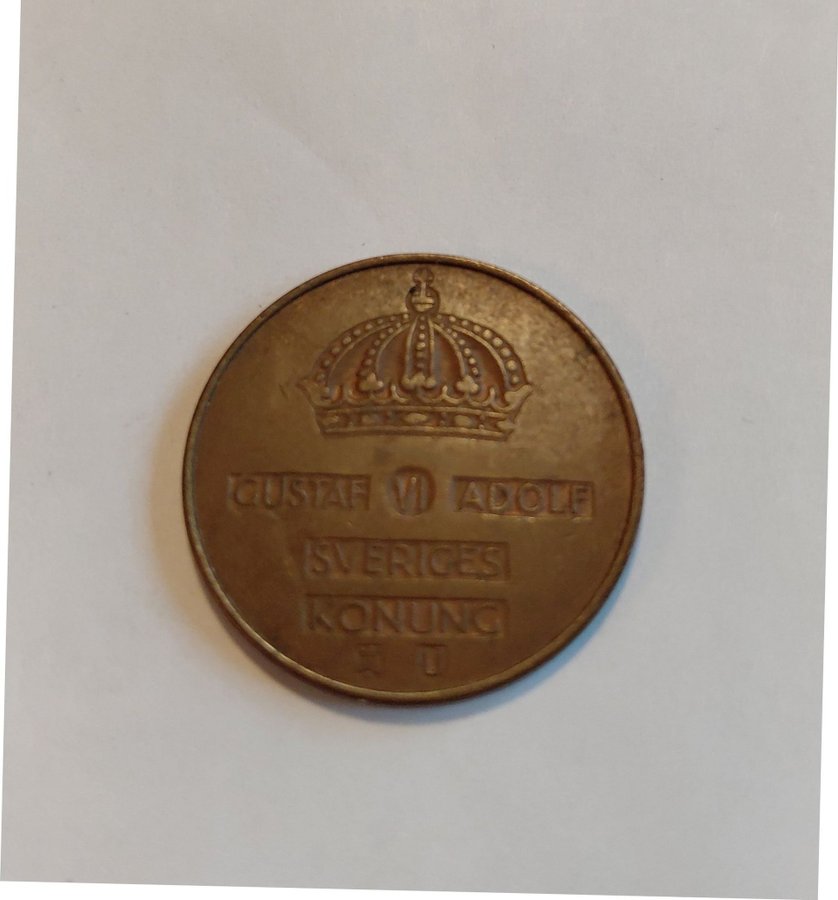 GUSTAF VI ADOLF
SVERIGES
KONUNG
U